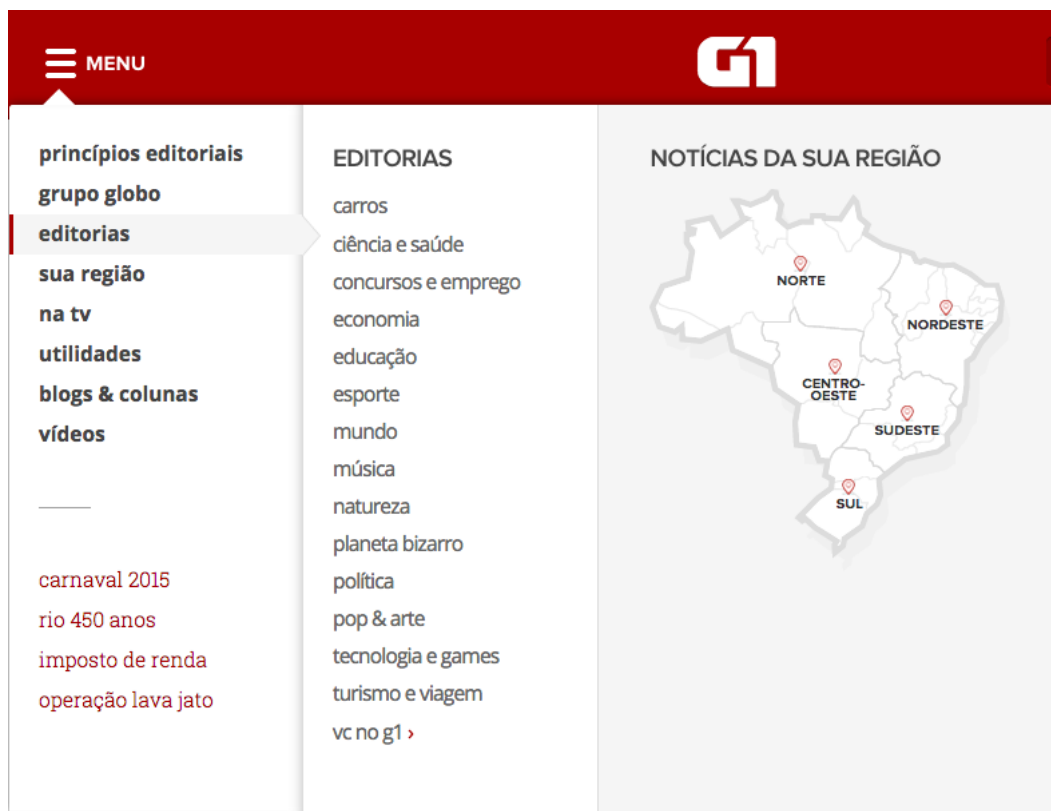 MENU
G1
princípios editoriais
grupo globo
editorias
sua região
na tv
utilidades
blogs & colunas
vídeos
carnaval 2015
rio 450 anos
imposto de renda
operação lava jato
EDITORIAS
carros
ciência e saúde
concursos e emprego
economia
educação
esporte
mundo
música
natureza
planeta bizarro
política
pop & arte
tecnologia e games
turismo e viagem
vc no g1 ›
NOTÍCIAS DA SUA REGIÃO
NORTE
NORDESTE
CENTRO-
OESTE
SUDESTE
SUL